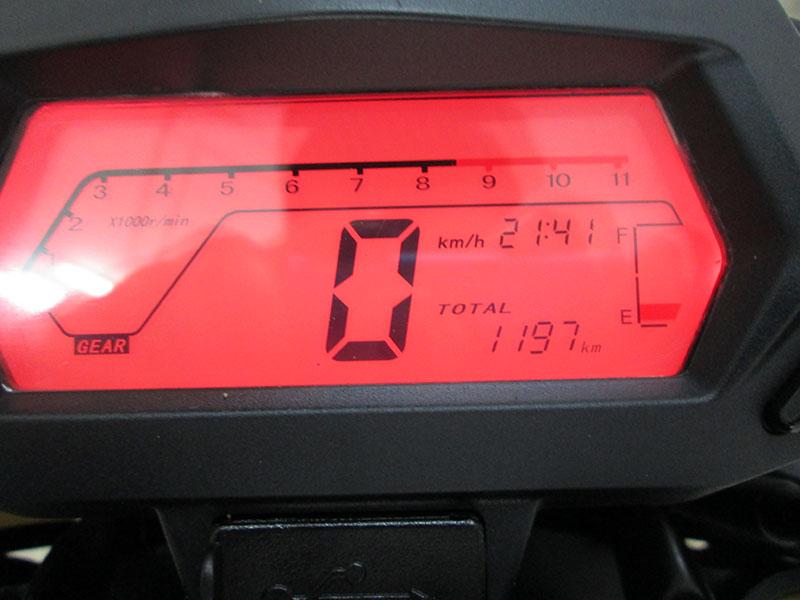 3 4 5 6 7 8 9 10 11
2 X1000r/min
1
0 km/h 21:41 F
TOTAL
1197 km E
GEAR